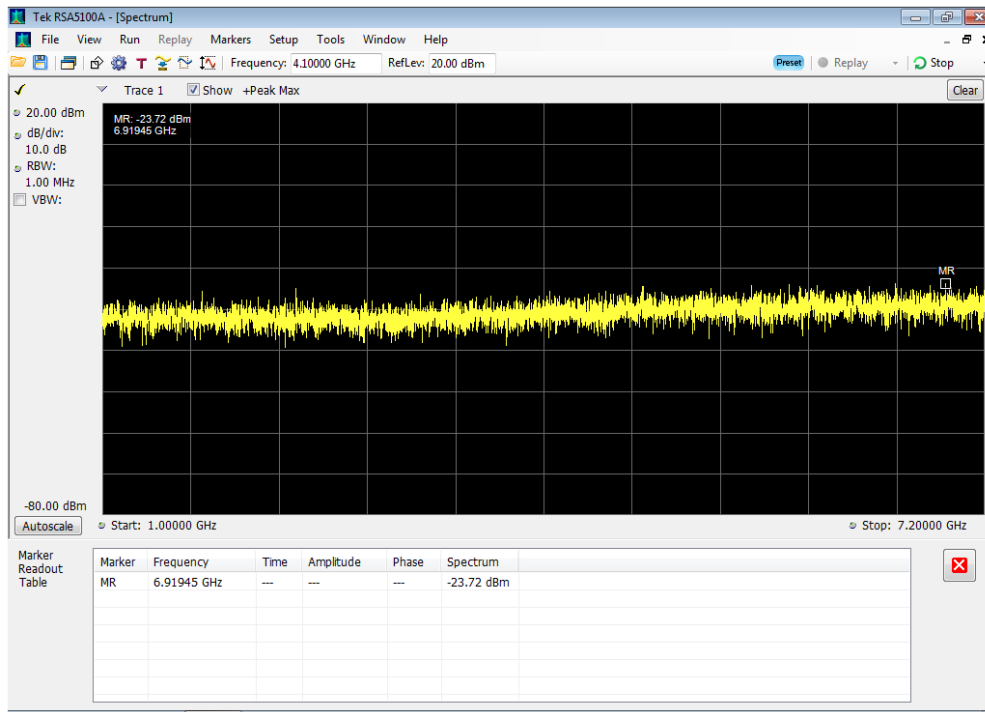 Tek RSA5100A - [Spectrum]
File View Run Replay Markers Setup Tools Window Help
T Frequency: 4.10000 GHz RefLev: 20.00 dBm Preset Replay Stop
Trace 1 Show +Peak Max Clear
20.00 dBm
dB/div:
10.0 dB
RBW:
1.00 MHz
VBW:
MR: -23.72 dBm
6.91945 GHz
MR
-80.00 dBm
Autoscale Start: 1.00000 GHz Stop: 7.20000 GHz
Marker
Readout
Table
Marker Frequency Time Amplitude Phase Spectrum
MR 6.91945 GHz --- --- --- -23.72 dBm